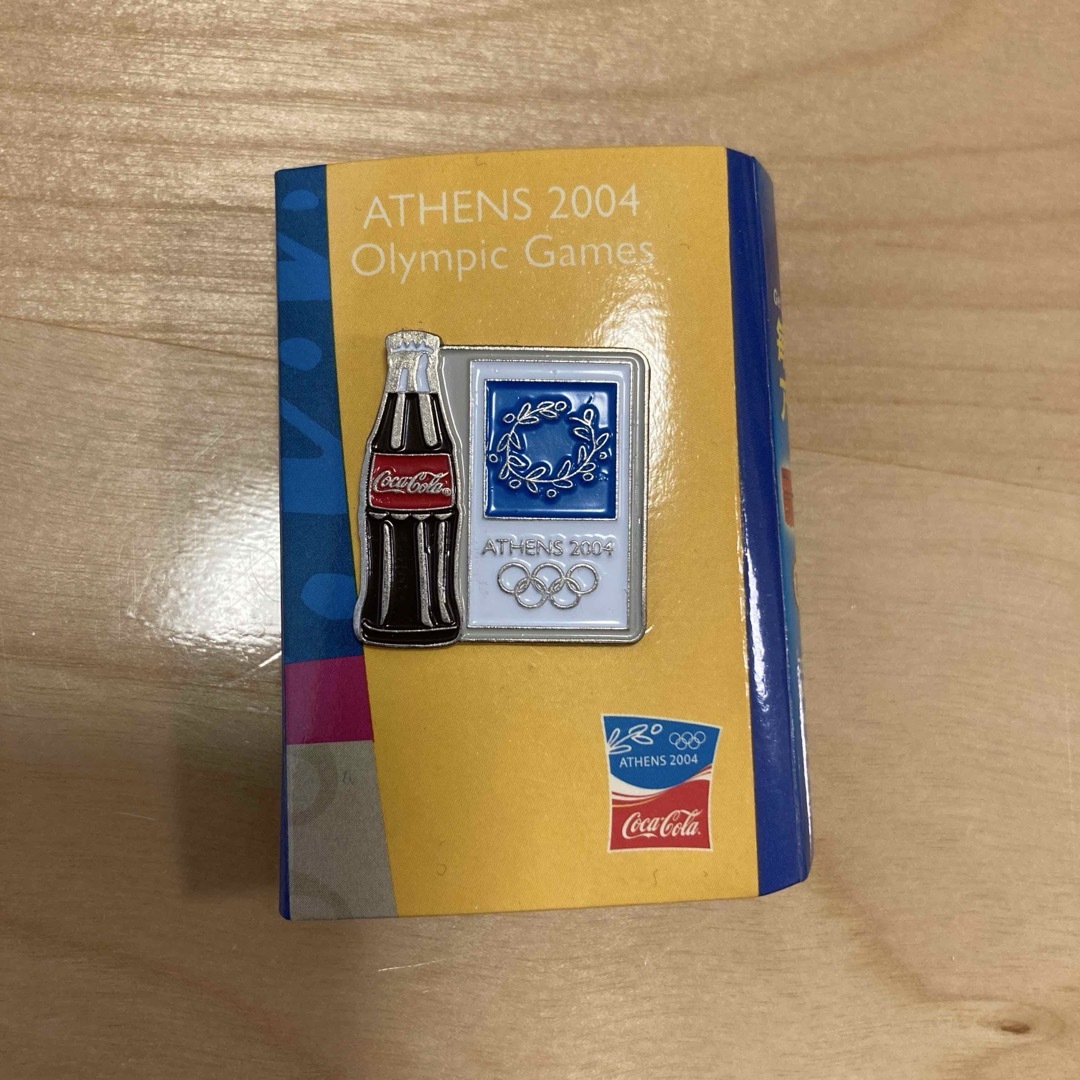 ATHENS 2004
Olympic Games
Coca-Cola
ATHENS 2004
ATHENS 2004
Coca-Cola